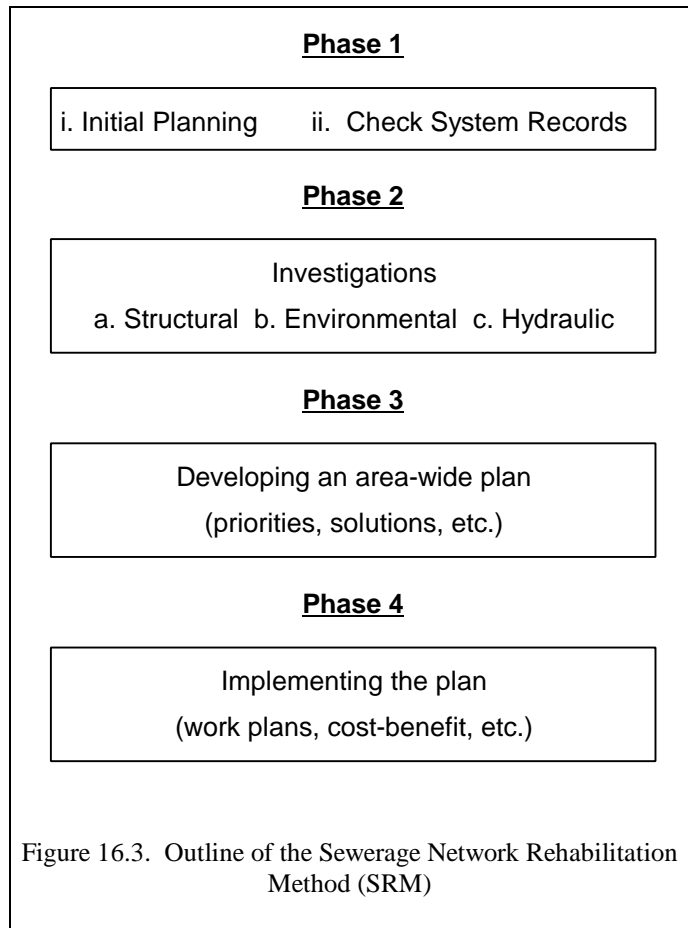 Phase 1
i. Initial Planning ii. Check System Records
Phase 2
Investigations
a. Structural b. Environmental c. Hydraulic
Phase 3
Developing an area-wide plan
(priorities, solutions, etc.)
Phase 4
Implementing the plan
(work plans, cost-benefit, etc.)
Figure 16.3. Outline of the Sewerage Network Rehabilitation
Method (SRM)